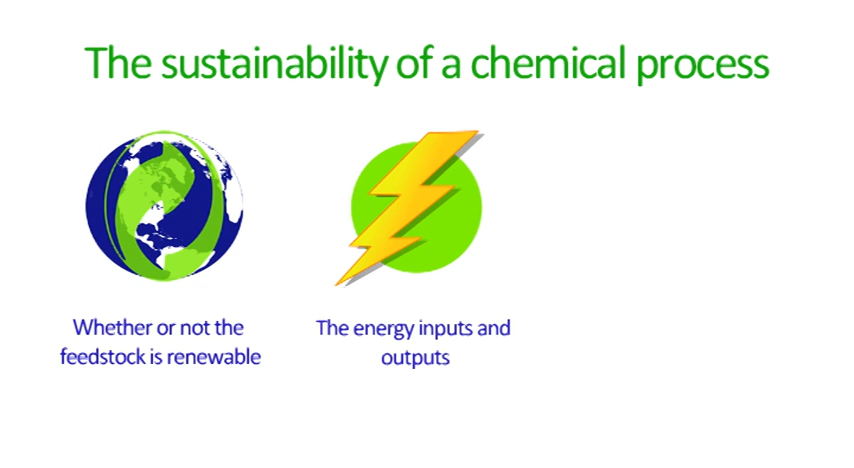 The sustainability of a chemical process
Whether or not the
feedstock is renewable
The energy inputs and
outputs